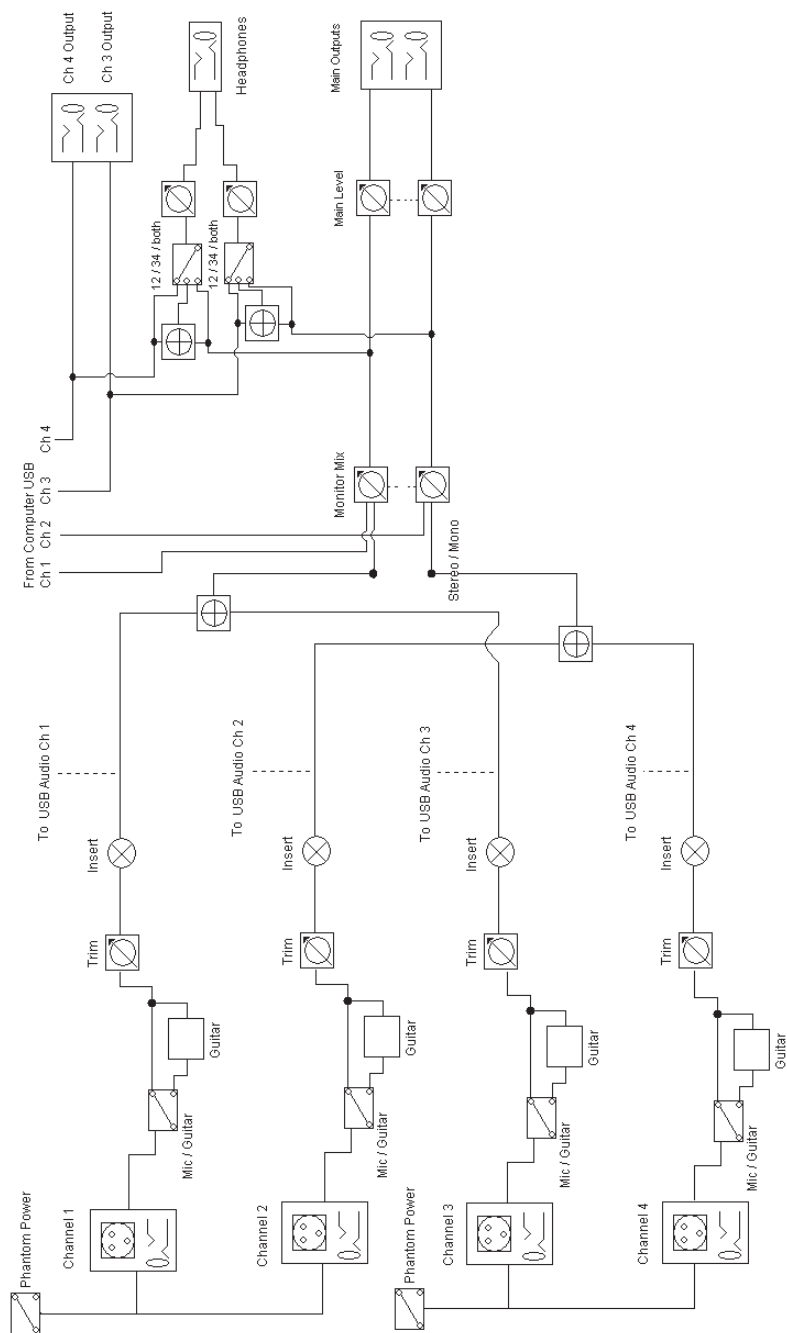 Phantom Power
Channel 1
Mic / Guitar
Guitar
Trim
Insert
To USB Audio Ch 1
Channel 2
Mic / Guitar
Guitar
Trim
Insert
To USB Audio Ch 2
Phantom Power
Channel 3
Mic / Guitar
Guitar
Trim
Insert
To USB Audio Ch 3
Channel 4
Mic / Guitar
Guitar
Trim
Insert
To USB Audio Ch 4
From Computer USB
Ch 1
Ch 2
Ch 3
Ch 4
Monitor Mix
Stereo / Mono
12 / 34 / both
12 / 34 / both
Main Level
Ch 4 Output
Ch 3 Output
Headphones
Main Outputs